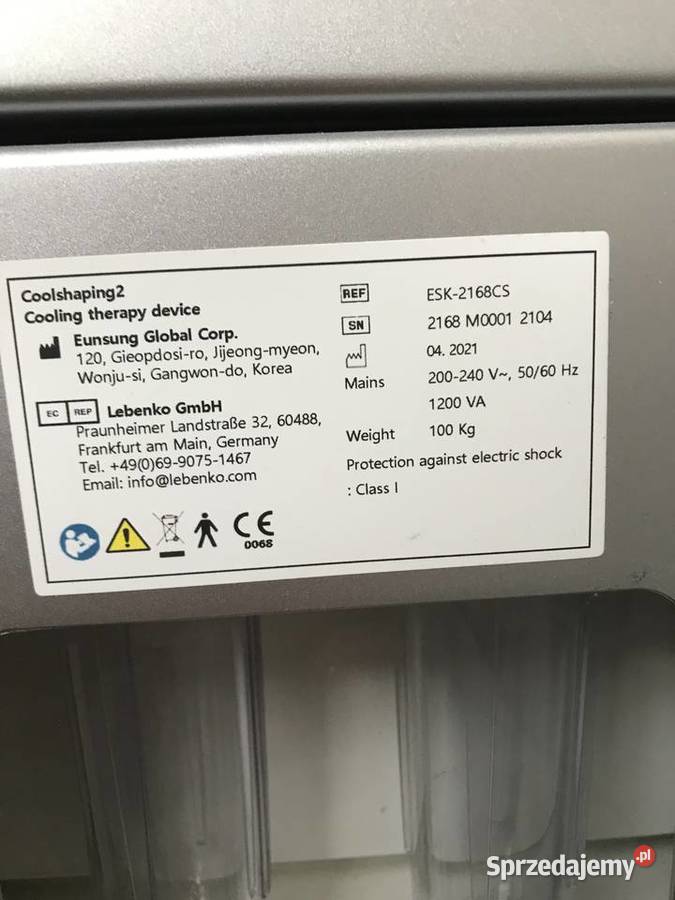 Coolshaping2
Cooling therapy device
Eunsung Global Corp.
120, Gieopdosi-ro, Jijeong-myeon,
Wonju-si, Gangwon-do, Korea
EC REP Lebenko GmbH
Praunheimer Landstraße 32, 60488,
Frankfurt am Main, Germany
Tel. +49(0)69-9075-1467
Email: info@lebenko.com
CE
0068
REF ESK-2168CS
SN 2168 M0001 2104
04. 2021
Mains 200-240 V~, 50/60 Hz
1200 VA
Weight 100 Kg
Protection against electric shock
: Class I
Sprzedajemy.pl